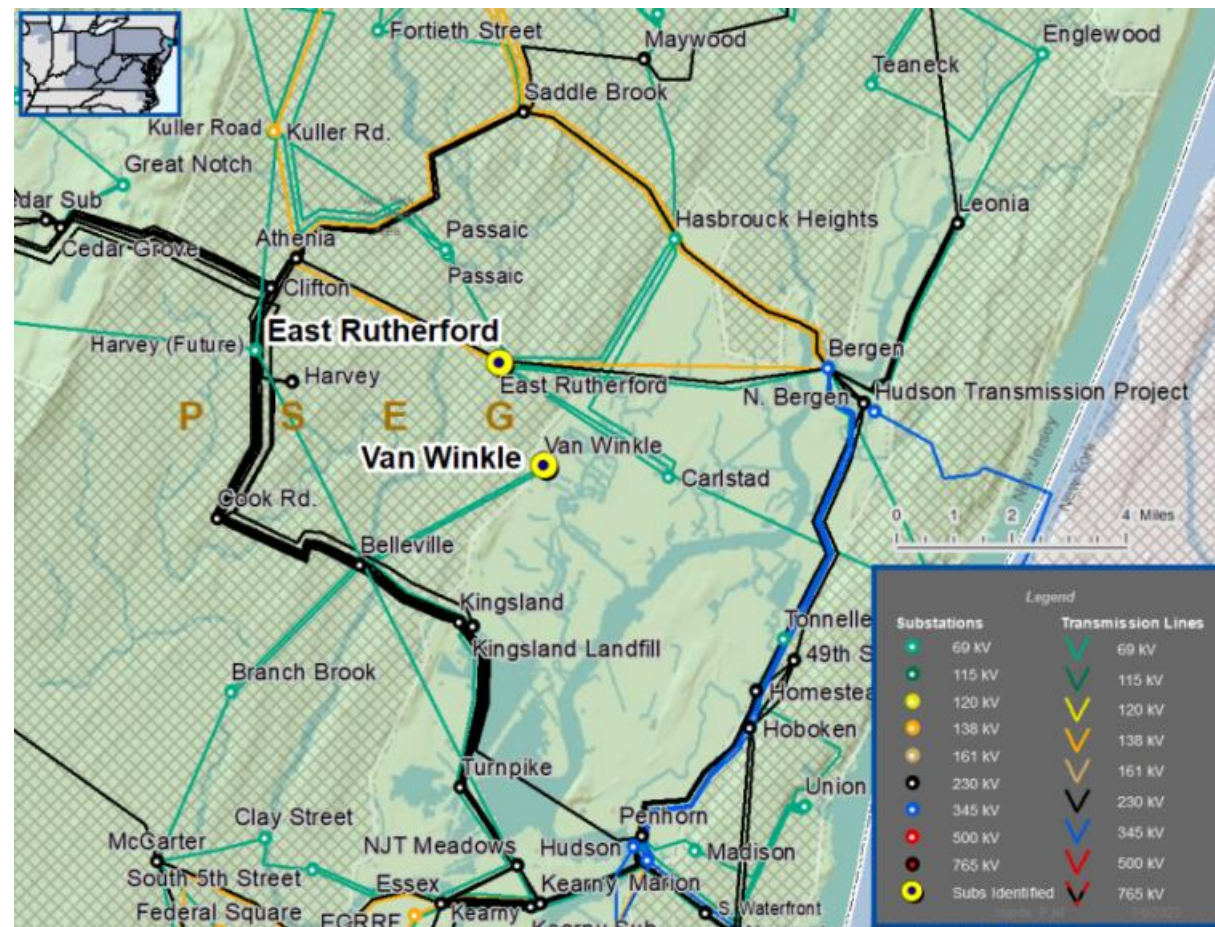 Fortieth Street
Maywood
Englewood
Teaneck
Saddle Brook
Kuller Road
Kuller Rd.
Great Notch
dar Sub
Leonia
Hasbrouck Heights
Passaic
Athenia
Cedar Grove
Passaic
Clifton
East Rutherford
Harvey (Future)
Bergen
Harvey
East Rutherford
N. Bergen
Hudson Transmission Project
P S E G
Van Winkle
Van Winkle
Carlstad
New Jersey
New York
Cook Rd.
0 1 2 4 Miles
Belleville
Kingsland
Kingsland Landfill
Tonnelle
49th S
Branch Brook
Homestea
Hoboken
Turnpike
Union
Penhorn
Clay Street
McCarter
NJT Meadows
Hudson
Madison
South 5th Street
Essex
Kearny
Marion
Federal Square
Kearny
S. Waterfront
Legend
Substations
Transmission Lines
69 kV
69 kV
115 kV
115 kV
120 kV
120 kV
138 kV
138 kV
161 kV
161 kV
230 kV
230 kV
345 kV
345 kV
500 kV
500 kV
765 kV
765 kV
Subs Identified